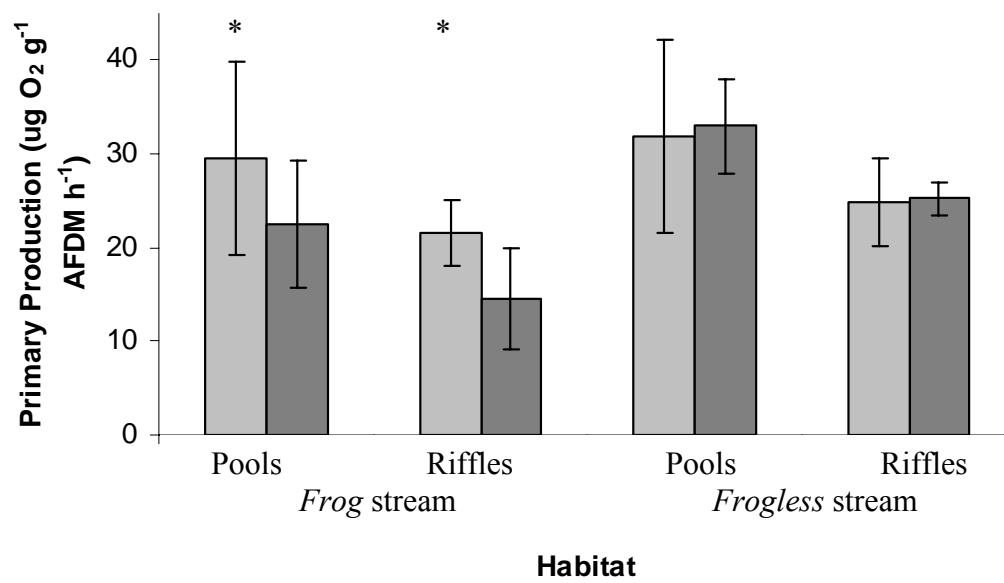 Primary Production (ug O₂ g⁻¹
AFDM h⁻¹)
* *
40
30
20
10
0
Pools Riffles Pools Riffles
Frog stream Frogless stream
Habitat